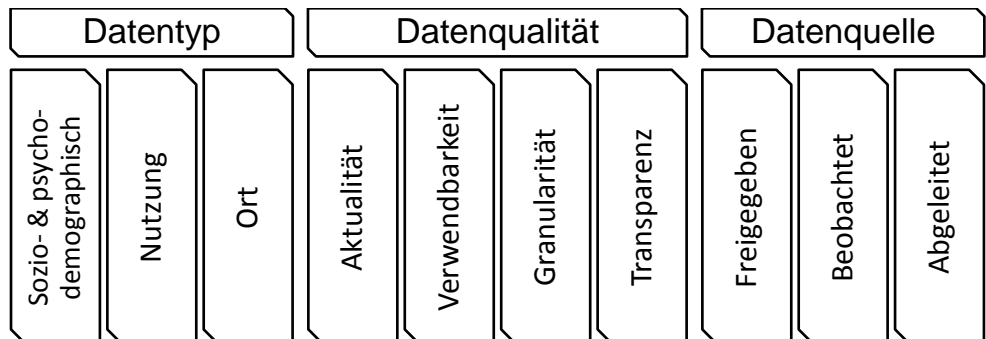 Datentyp
Datenqualität
Datenquelle
Sozio- & psycho-
demographisch
Nutzung
Ort
Aktualität
Verwendbarkeit
Granularität
Transparenz
Freigegeben
Beobachtet
Abgeleitet